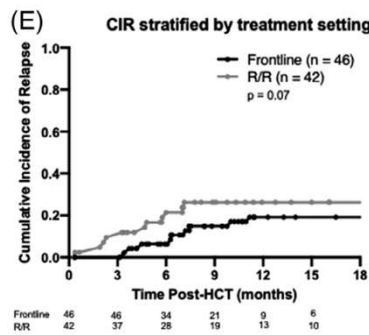 (E)
CIR stratified by treatment setting
Cumulative Incidence of Relapse
1.0
0.8
0.6
0.4
0.2
0.0
Frontline (n = 46)
R/R (n = 42)
p = 0.07
0 3 6 9 12 15 18
Time Post-HCT (months)
Frontline 46 46 34 21 9 6
R/R 42 37 28 19 13 10